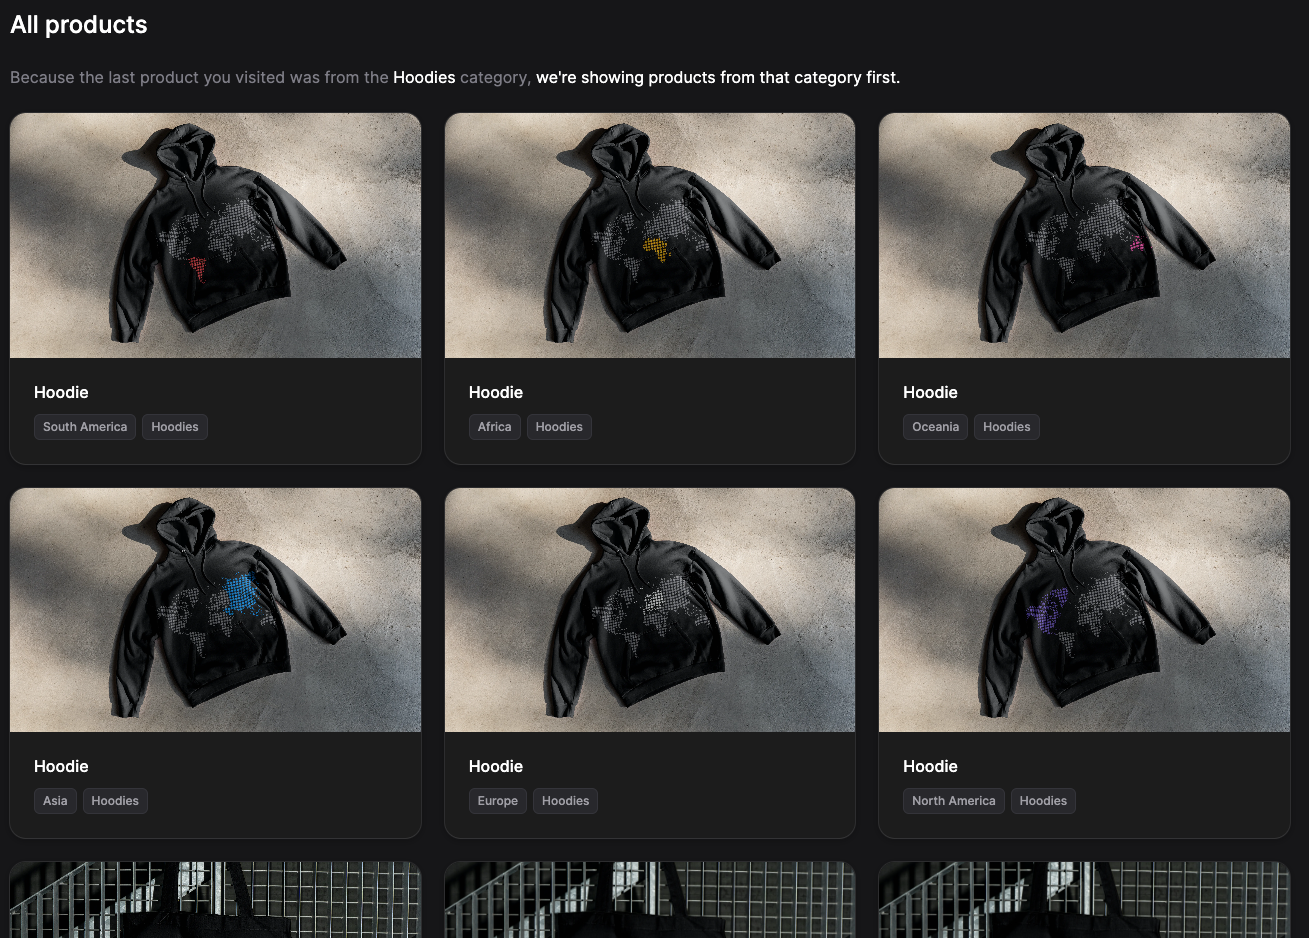 All products
Because the last product you visited was from the Hoodies category, we're showing products from that category first.
Hoodie
South America Hoodies
Hoodie
Africa Hoodies
Hoodie
Oceania Hoodies
Hoodie
Asia Hoodies
Hoodie
Europe Hoodies
Hoodie
North America Hoodies